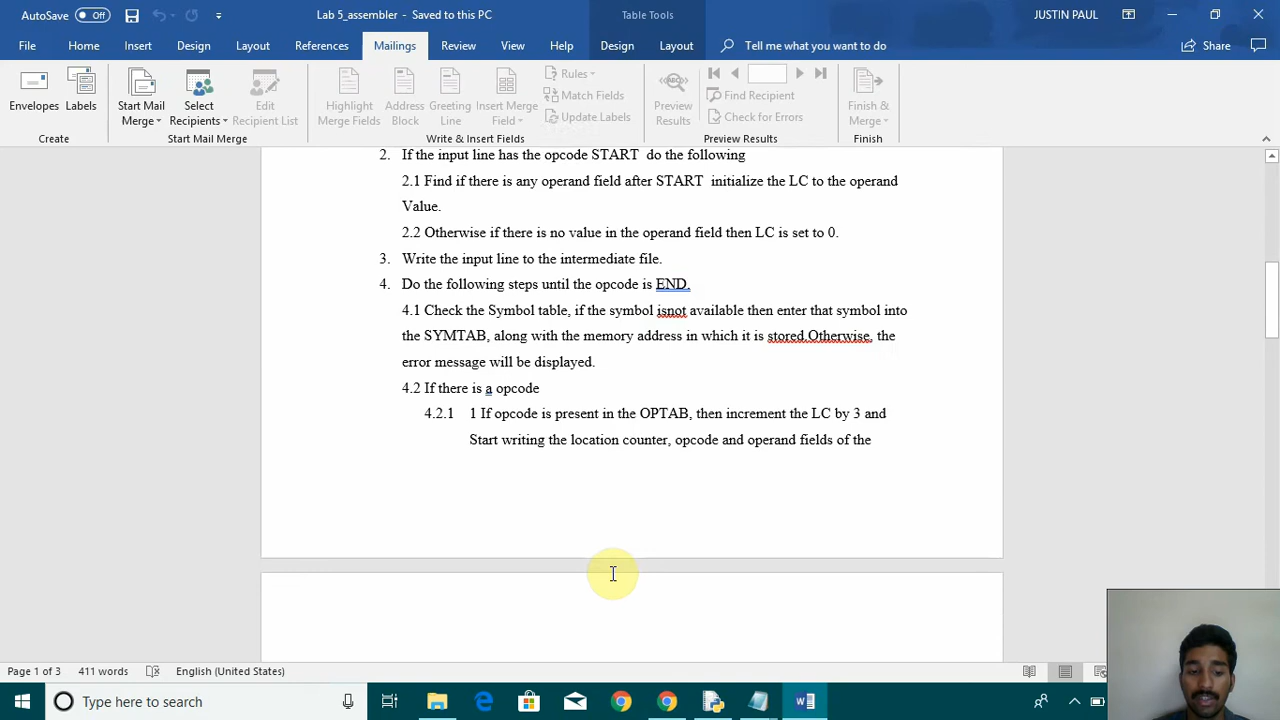 AutoSave Off Lab 5_assembler - Saved to this PC Table Tools JUSTIN PAUL
File Home Insert Design Layout References Mailings Review View Help Design Layout Tell me what you want to do Share
Envelopes Labels Start Mail Merge Select Recipients Edit Recipient List Highlight Merge Fields Address Block Greeting Line Insert Merge Field Rules Match Fields Update Labels Preview Results Find Recipient Check for Errors Finish & Merge
Create Start Mail Merge Write & Insert Fields Preview Results Finish
2. If the input line has the opcode START do the following
2.1 Find if there is any operand field after START initialize the LC to the operand
Value.
2.2 Otherwise if there is no value in the operand field then LC is set to 0.
3. Write the input line to the intermediate file.
4. Do the following steps until the opcode is END.
4.1 Check the Symbol table, if the symbol isnot available then enter that symbol into
the SYMTAB, along with the memory address in which it is stored.Otherwise, the
error message will be displayed.
4.2 If there is a opcode
4.2.1 1 If opcode is present in the OPTAB, then increment the LC by 3 and
Start writing the location counter, opcode and operand fields of the
Page 1 of 3 411 words English (United States)
Type here to search